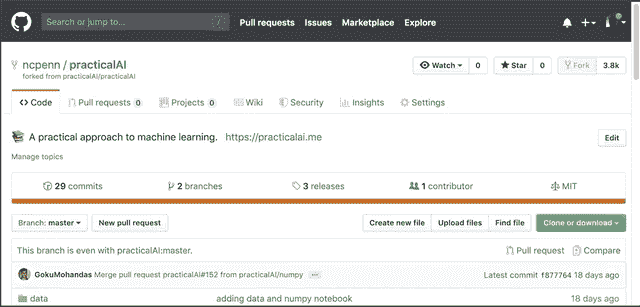 Search or jump to... / Pull requests Issues Marketplace Explore
ncpenn / practicalAI Watch 0 Star 0 Fork 3.8k
forked from practicalAI/practicalAI
Code Pull requests 0 Projects 0 Wiki Security Insights Settings
A practical approach to machine learning. https://practicalai.me Edit
Manage topics
29 commits 2 branches 3 releases 1 contributor MIT
Branch: master New pull request Create new file Upload files Find file Clone or download
This branch is even with practicalAI:master. Pull request Compare
GokuMohandas Merge pull request practicalAI#152 from practicalAI/numpy ... Latest commit f877764 18 days ago
data adding data and numpy notebook 18 days ago